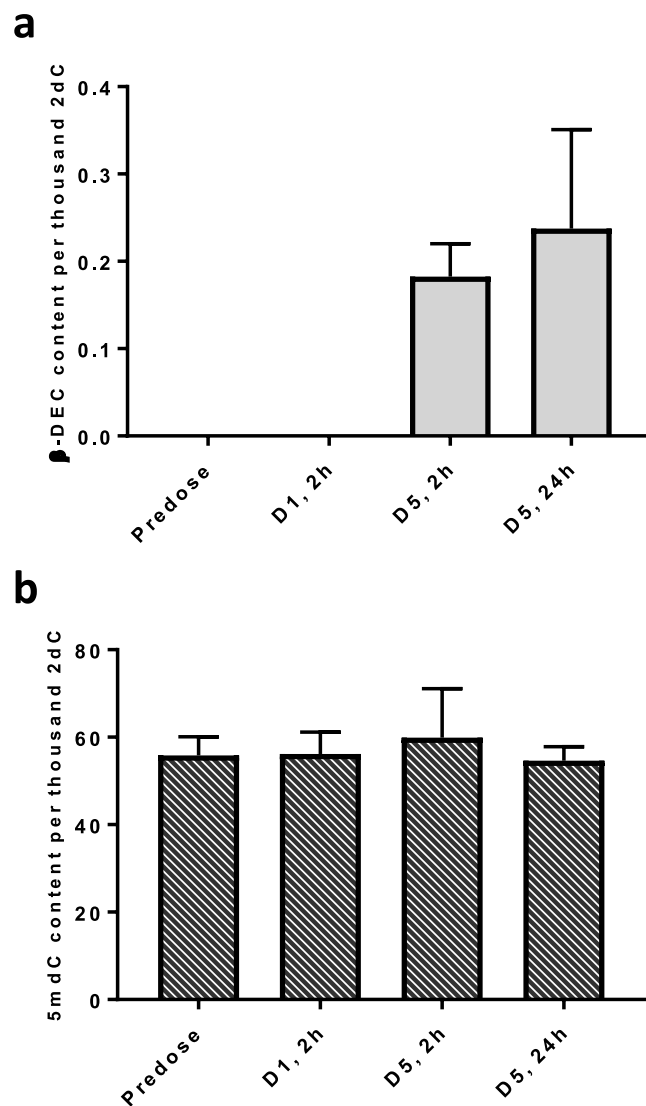 a
β-DEC content per thousand 2dC
0.4
0.3
0.2
0.1
0.0
Predose
D1, 2h
D5, 2h
D5, 24h
b
5mdC content per thousand 2dC
80
60
40
20
0
Predose
D1, 2h
D5, 2h
D5, 24h